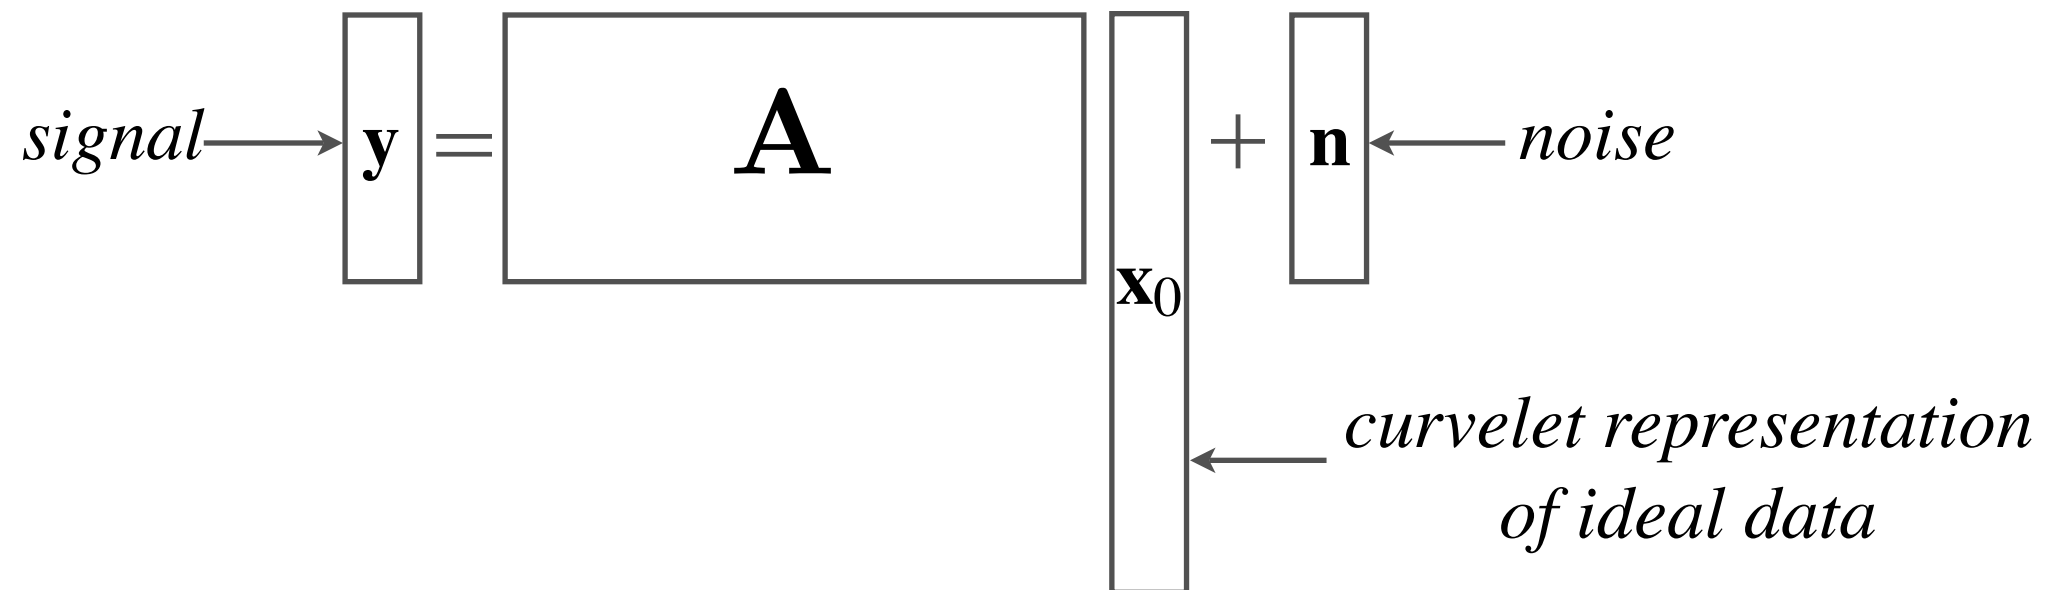 signal y = A x₀ + n noise
curvelet representation
of ideal data